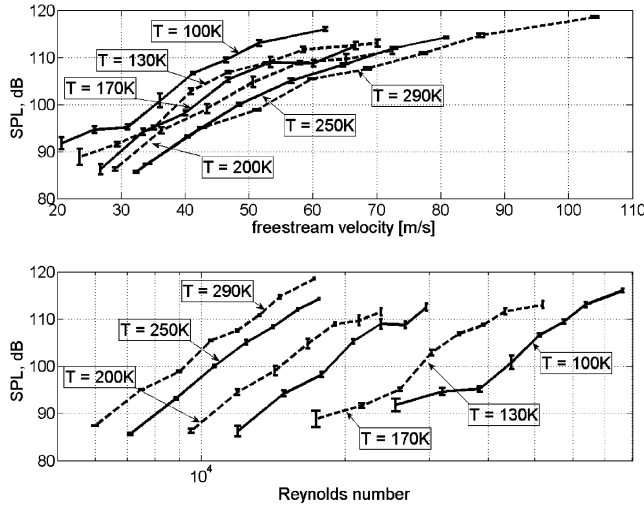 120
110
100
90
80
SPL, dB
T = 100K
T = 130K
T = 170K
T = 290K
T = 250K
T = 200K
20 30 40 50 60 70 80 90 100 110
freestream velocity [m/s]
120
110
100
90
80
SPL, dB
T = 290K
T = 250K
T = 200K
T = 100K
T = 130K
T = 170K
10^4
Reynolds number